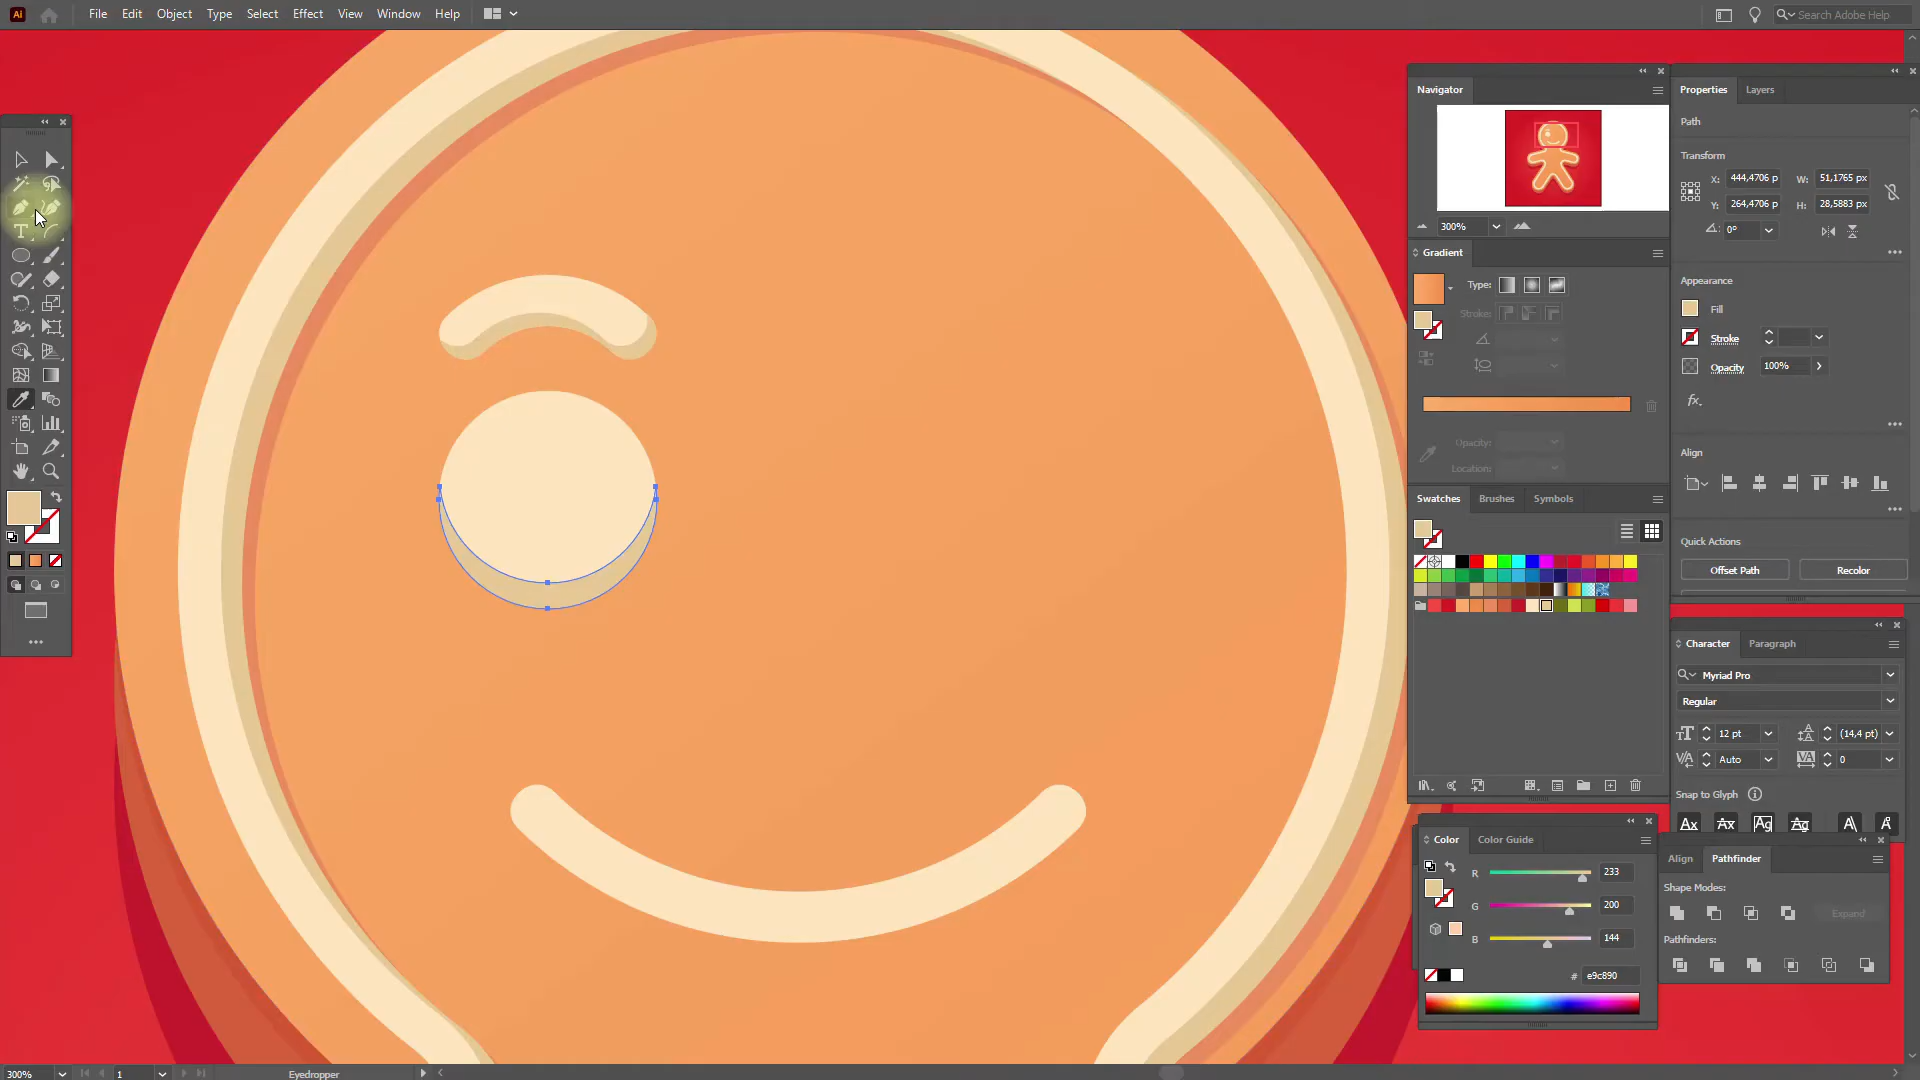 Ai File Edit Object Type Select Effect View Window Help Search Adobe Help
Navigator
300%
Gradient
Type:
Stroke:
Opacity:
Location:
Swatches Brushes Symbols
Color Color Guide
R 233
G 200
B 144
# e9c890
Properties Layers
Path
Transform
X: 444,4706 p W: 51,1765 px
Y: 264,4706 p H: 28,5883 px
0°
Appearance
Fill
Stroke
Opacity 100%
fx.
Align
Quick Actions
Offset Path Recolor
Character Paragraph
Myriad Pro
Regular
12 pt (14,4 pt)
Auto 0
Snap to Glyph
Align Pathfinder
Shape Modes:
Expand
Pathfinders:
300% 1 Eyedropper